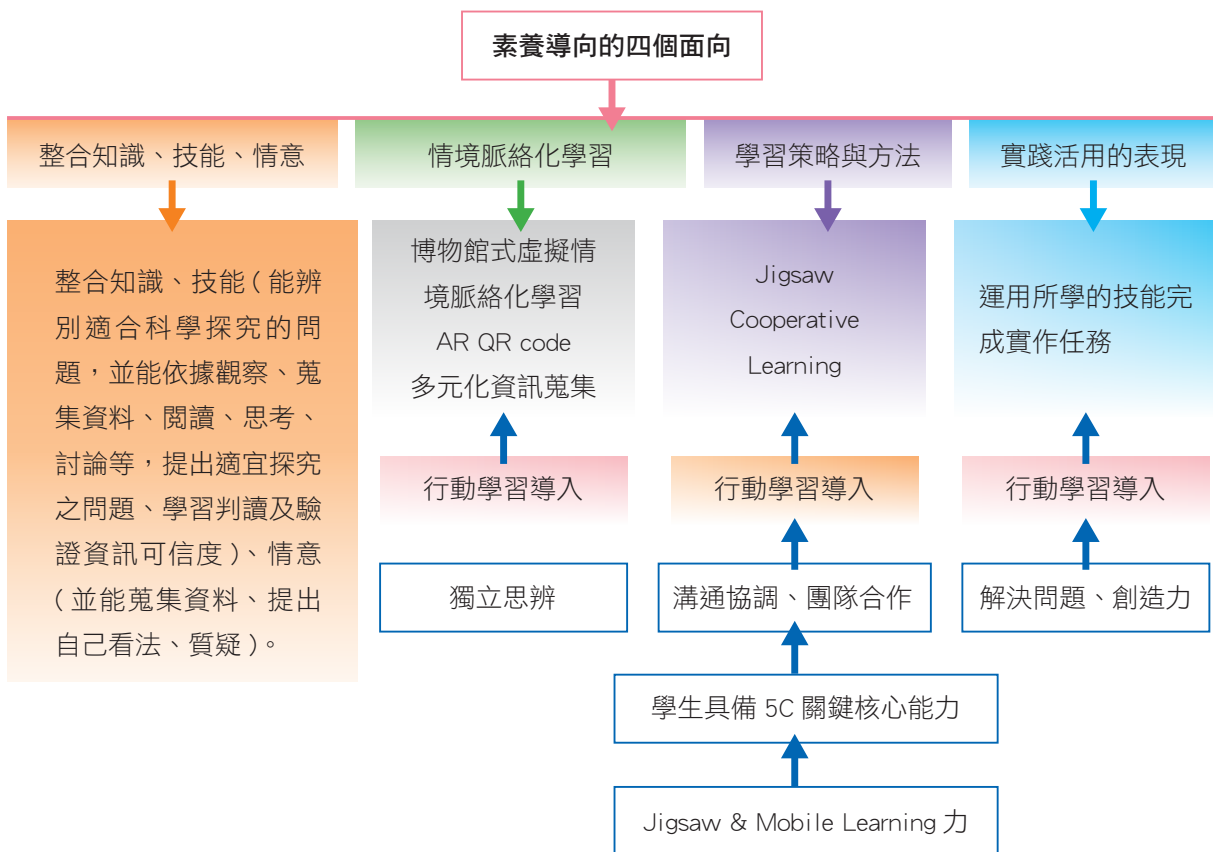 素養導向的四個面向
整合知識、技能、情意
情境脈絡化學習
學習策略與方法
實踐活用的表現
整合知識、技能(能辨
別適合科學探究的問
題,並能依據觀察、蒐
集資料、閱讀、思考、
討論等,提出適宜探究
之問題、學習判讀及驗
證資訊可信度)、情意
(並能蒐集資料、提出
自己看法、質疑)。
博物館式虛擬情
境脈絡化學習
AR QR code
多元化資訊蒐集
Jigsaw
Cooperative
Learning
運用所學的技能完
成實作任務
行動學習導入
行動學習導入
行動學習導入
獨立思辨
溝通協調、團隊合作
解決問題、創造力
學生具備 5C 關鍵核心能力
Jigsaw & Mobile Learning 力